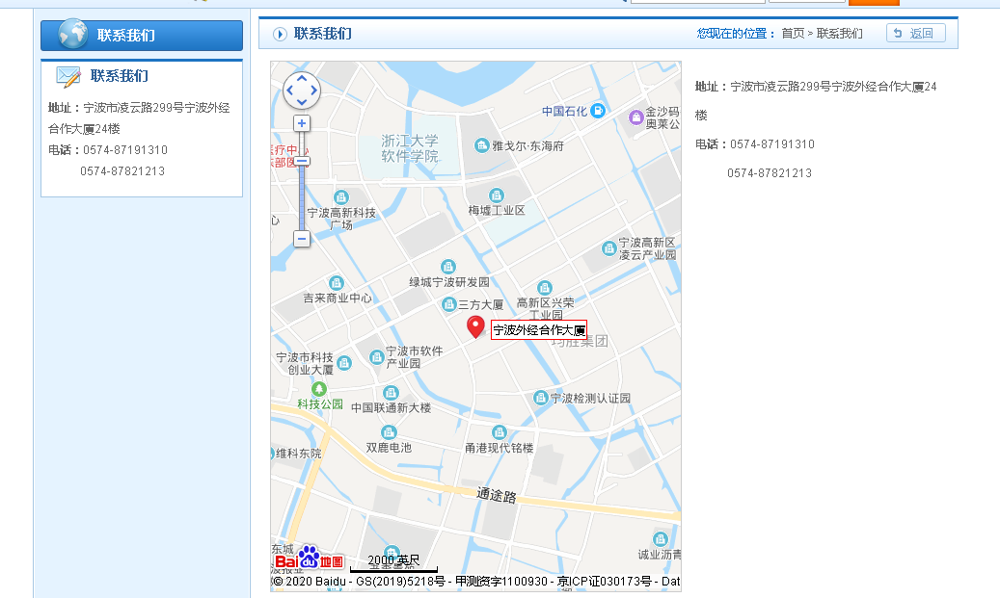 联系我们
联系我们
地址：宁波市凌云路299号宁波外经
合作大厦24楼
电话：0574-87191310
0574-87821213
联系我们
您现在的位置： 首页 > 联系我们
返回
中国石化
金沙码
奥莱公
浙江大学
软件学院
雅戈尔·东海府
医疗中心
东部医
宁波高新科技
广场
梅墟工业区
心
宁波高新区
凌云产业园
绿城宁波研发园
吉来商业中心
高新区兴荣
工业园
三方大厦
宁波外经合作大厦
均胜集团
宁波市软件
产业园
宁波市科技
创业大厦
科技公园
中国联通新大楼
宁波检测认证园
双鹿电池
甬港现代铭楼
维科东院
通途路
诚业沥青
东城
Bai du 地图
2000 英尺
© 2020 Baidu - GS(2019)5218号 - 甲测资字1100930 - 京ICP证030173号 - Dat
地址：宁波市凌云路299号宁波外经合作大厦24
楼
电话：0574-87191310
0574-87821213